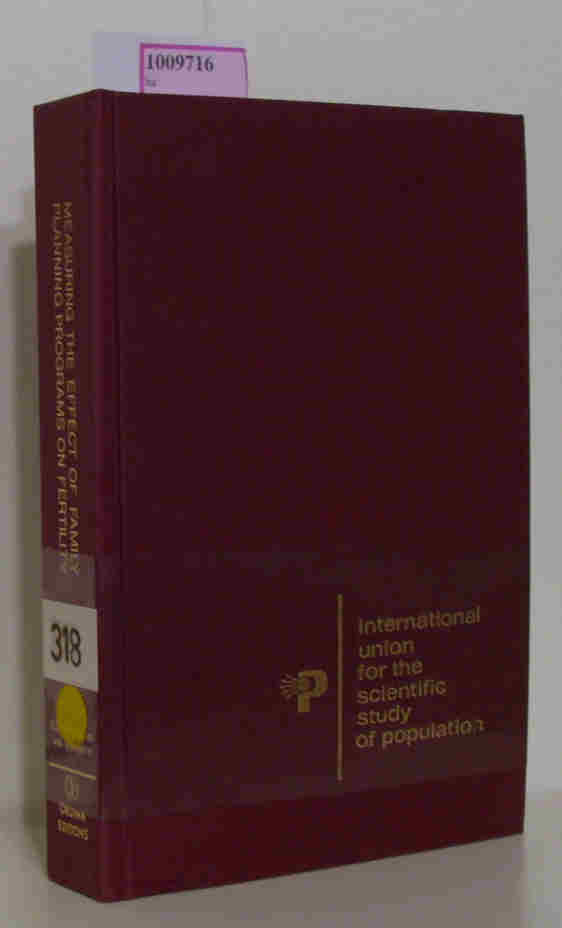 1009716
MEASURING THE EFFECT OF FAMILY
PLANNING PROGRAMS ON FERTILITY
318
ORDINA
EDITIONS
P
international
union
for the
scientific
study
of population